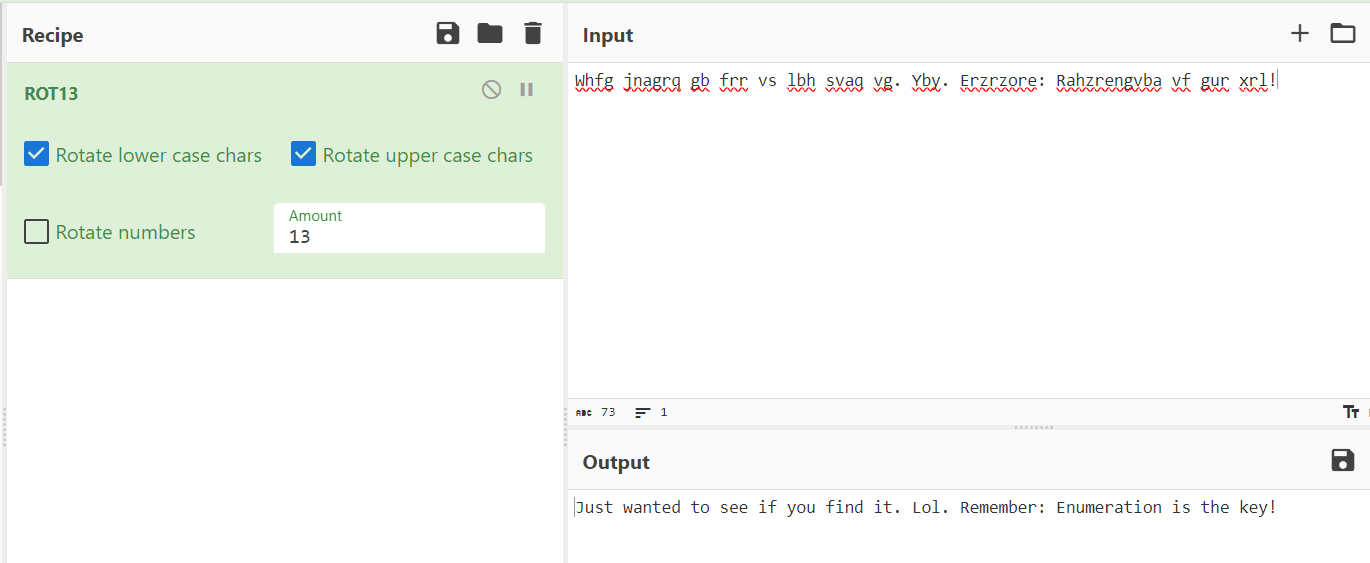 Recipe
ROT13
Rotate lower case chars
Rotate upper case chars
Rotate numbers
Amount
13
Input
Whfg jnagrq gb frr vs lbh svaq vg. Yby. Erzrzore: Rahzrengvba vf gur xrl!
ABC 73 1
Tт
Output
Just wanted to see if you find it. Lol. Remember: Enumeration is the key!